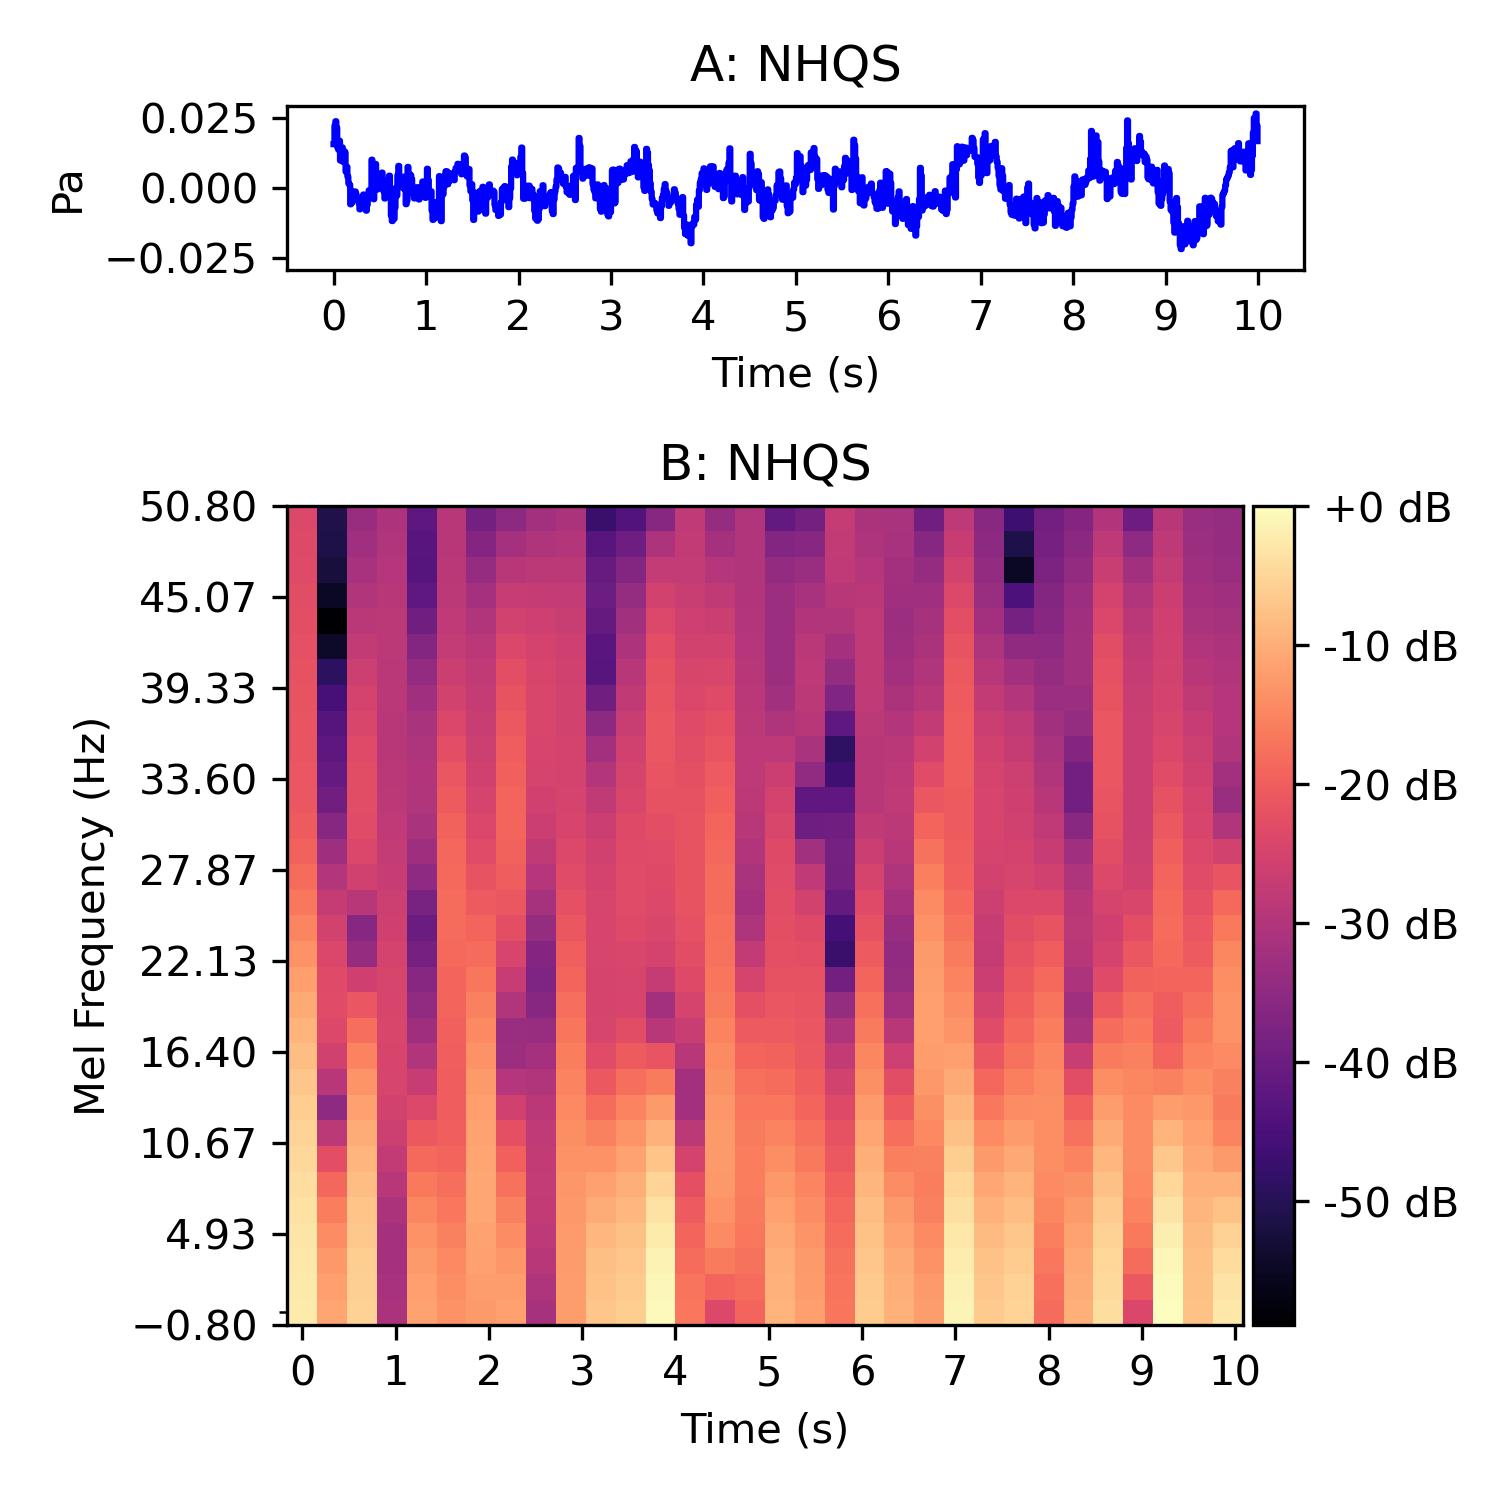 A: NHQS
Pa
0.025
0.000
−0.025
0 1 2 3 4 5 6 7 8 9 10
Time (s)
B: NHQS
Mel Frequency (Hz)
50.80
45.07
39.33
33.60
27.87
22.13
16.40
10.67
4.93
−0.80
0 1 2 3 4 5 6 7 8 9 10
Time (s)
+0 dB
-10 dB
-20 dB
-30 dB
-40 dB
-50 dB